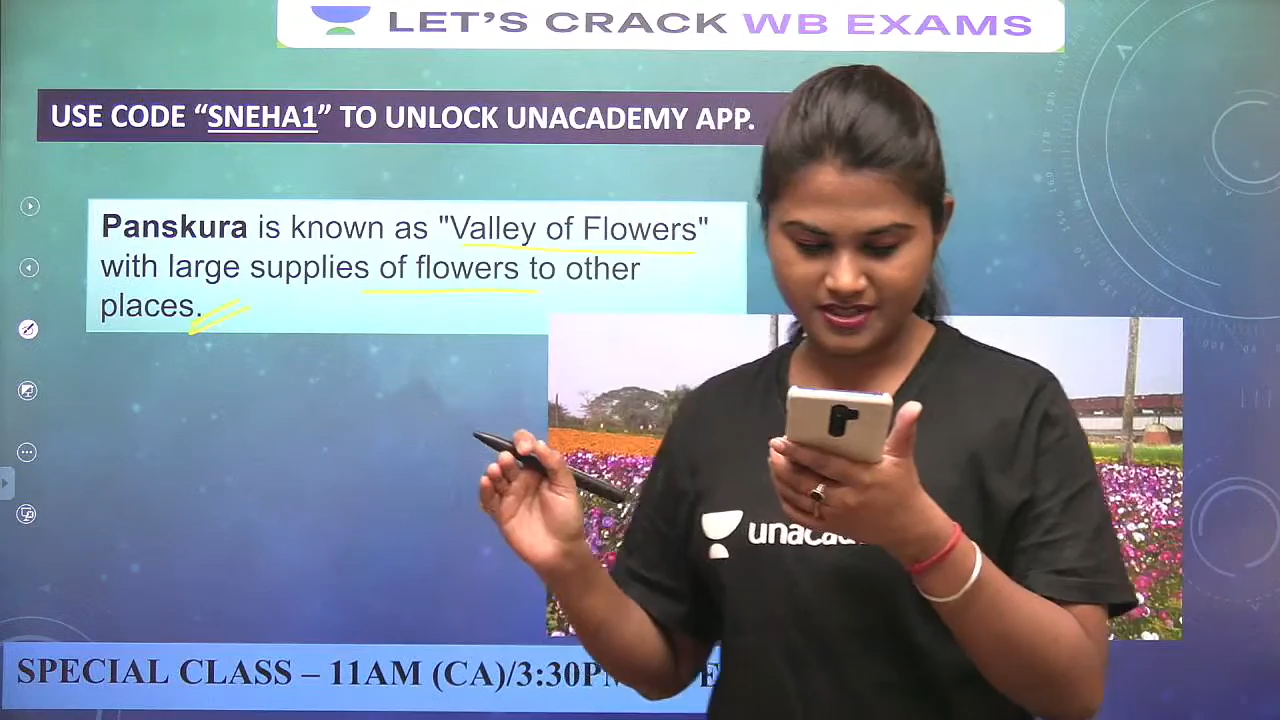 LET'S CRACK WB EXAMS
USE CODE “SNEHA1” TO UNLOCK UNACADEMY APP.
Panskura is known as "Valley of Flowers"
with large supplies of flowers to other
places.
SPECIAL CLASS – 11AM (CA)/3:30P